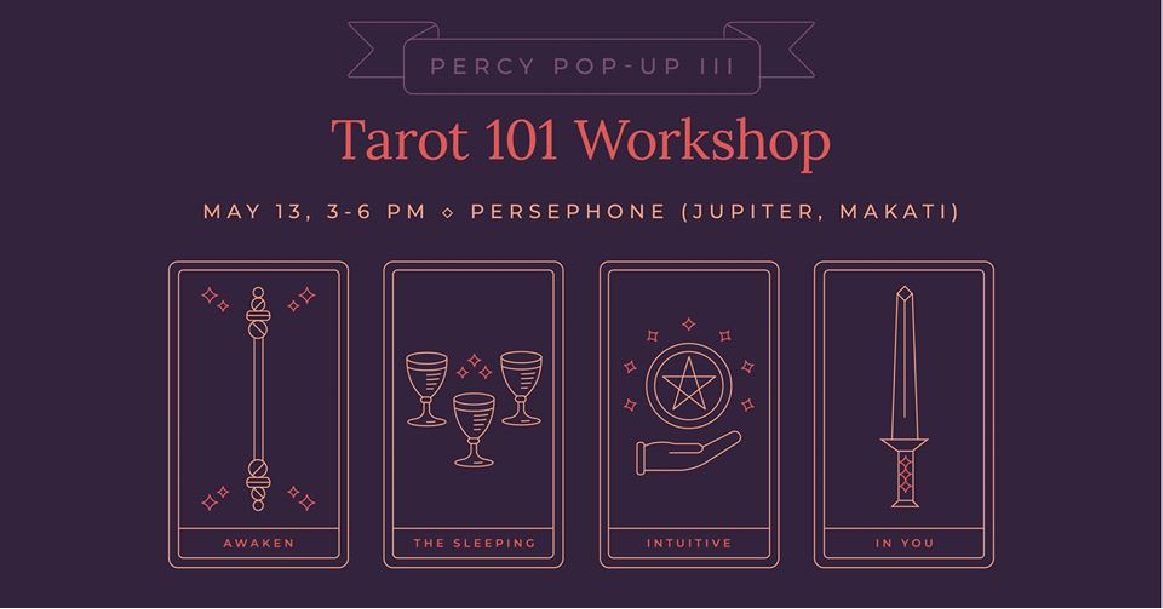 PERCY POP-UP III
Tarot 101 Workshop
MAY 13, 3-6 PM ⟡ PERSEPHONE (JUPITER, MAKATI)
AWAKEN
THE SLEEPING
INTUITIVE
IN YOU